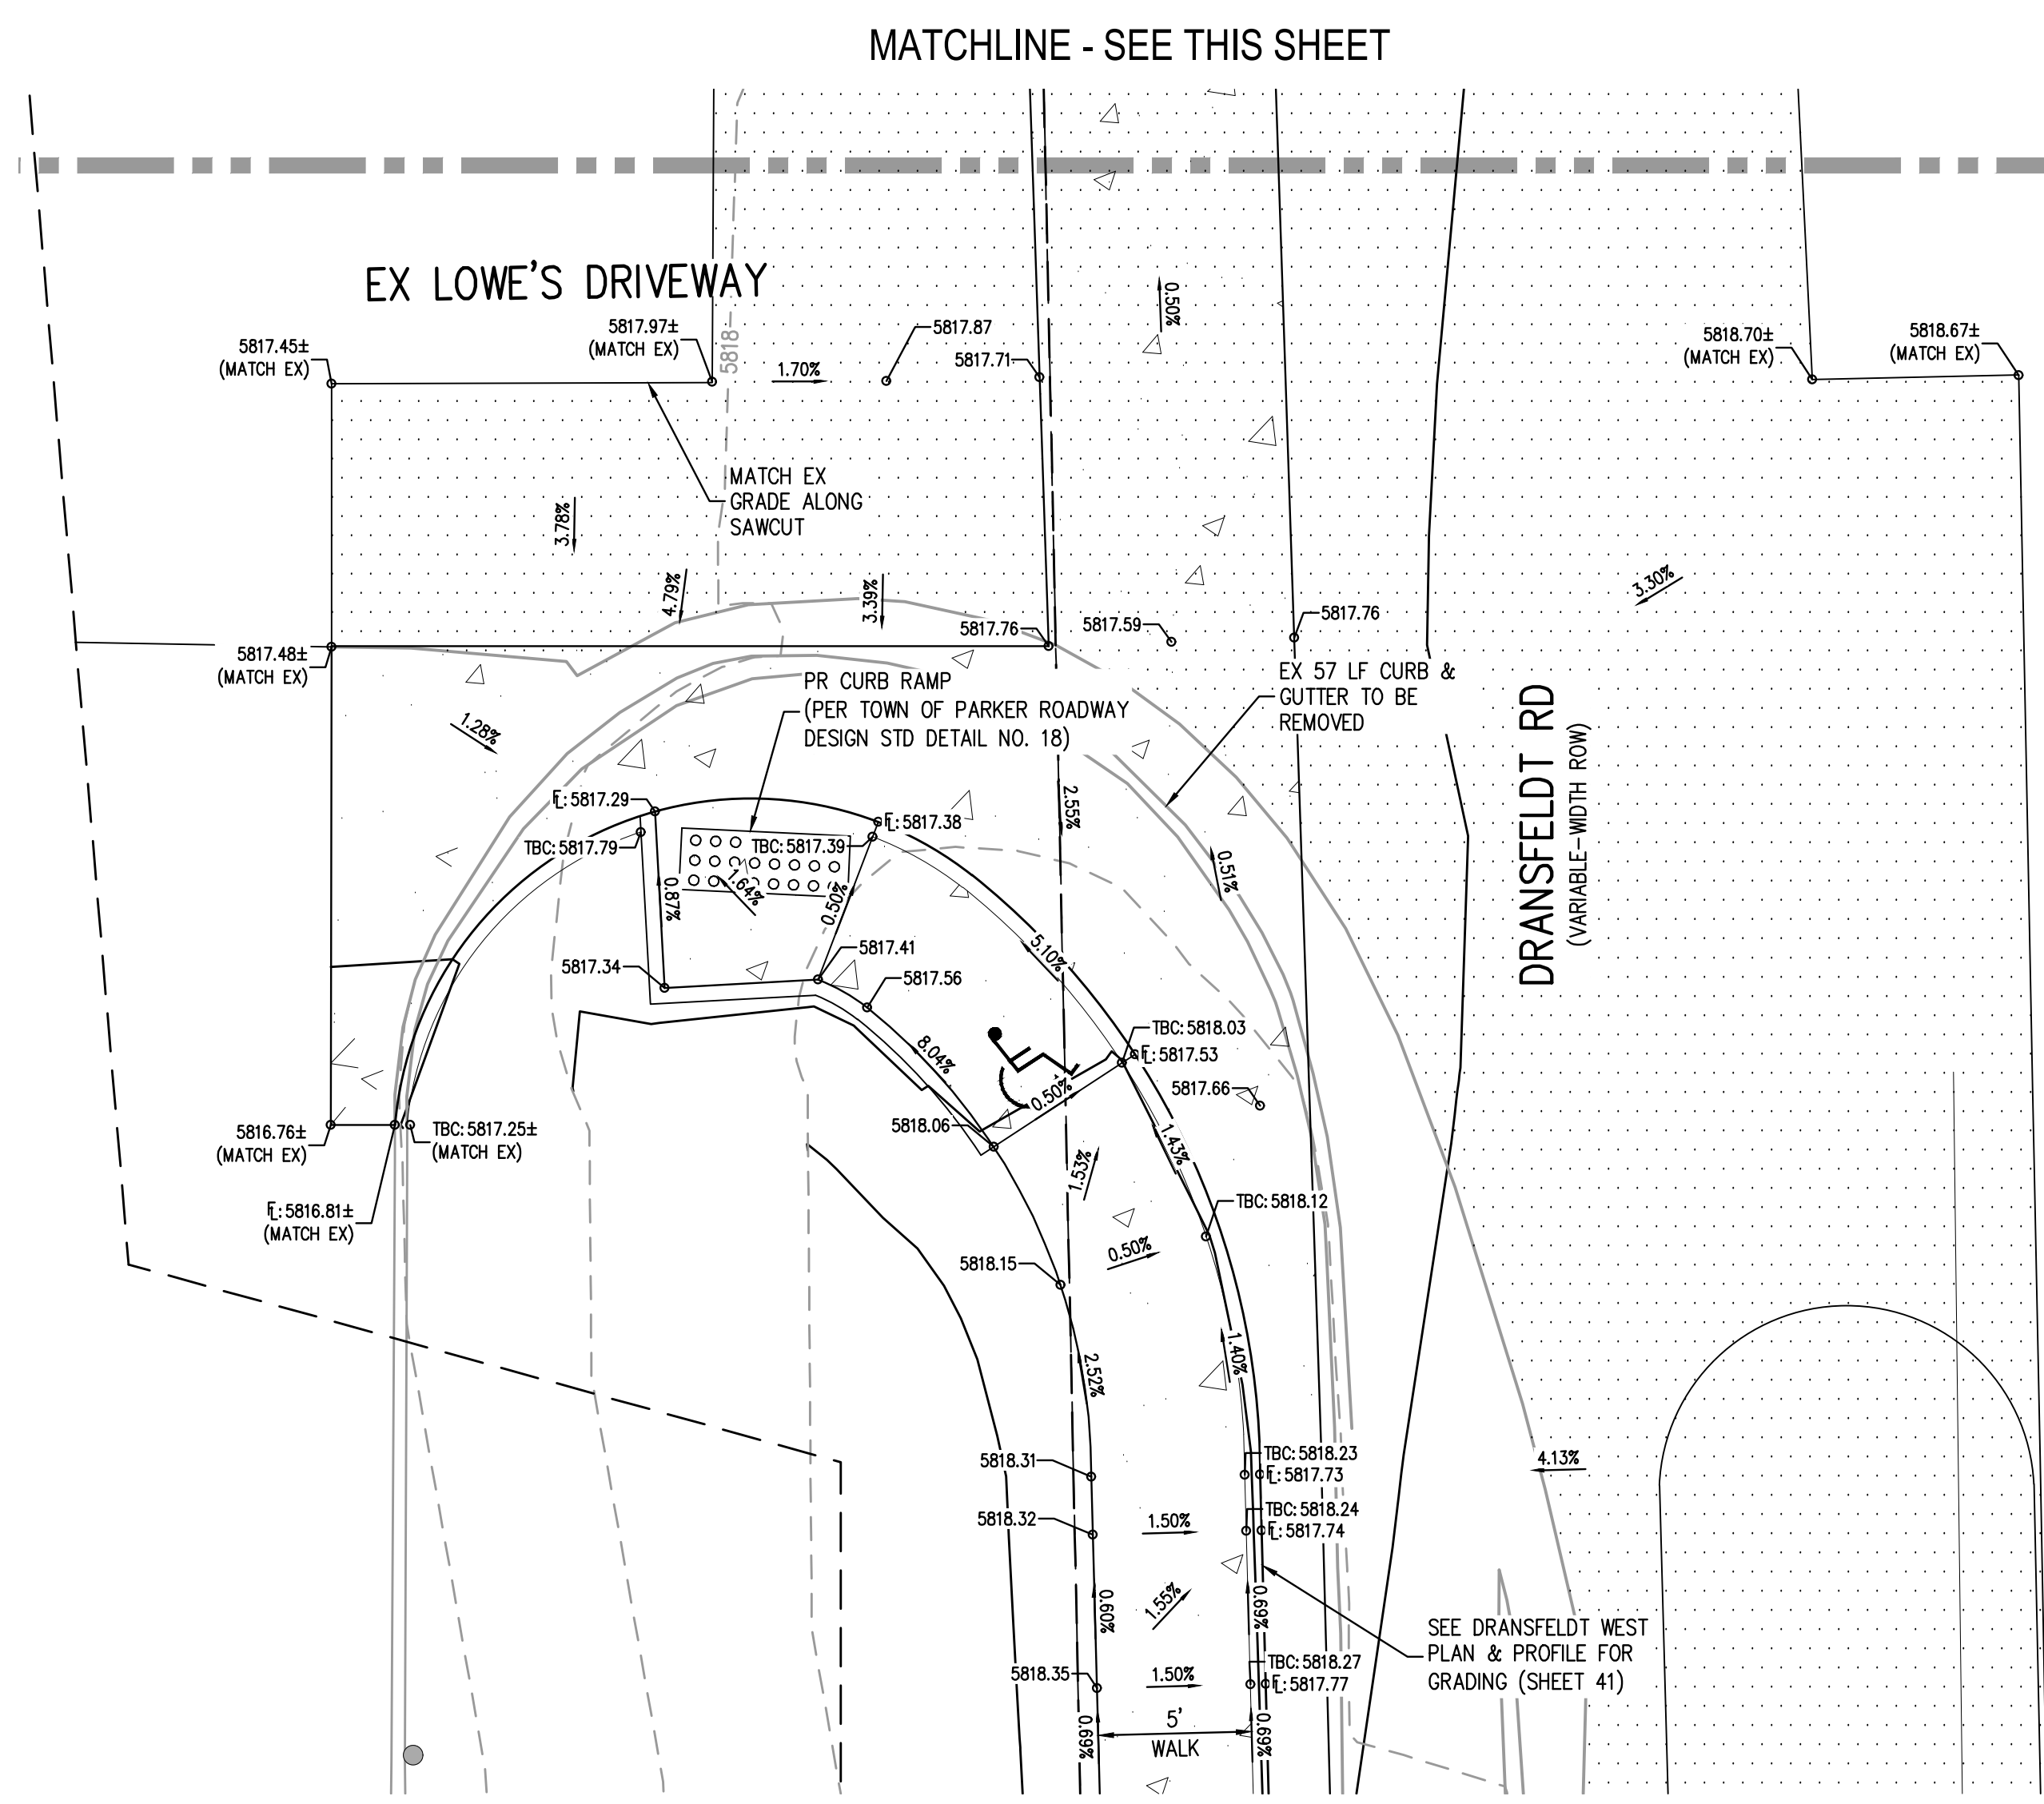 MATCHLINE - SEE THIS SHEET
EX LOWE'S DRIVEWAY
5817.45±
(MATCH EX)
5817.97±
(MATCH EX)
5818
1.70%
5817.87
5817.71
0.50%
5818.70±
(MATCH EX)
5818.67±
(MATCH EX)
MATCH EX
GRADE ALONG
SAWCUT
3.78%
4.79%
3.39%
3.30%
5817.76
5817.59
5817.76
5817.48±
(MATCH EX)
1.28%
PR CURB RAMP
(PER TOWN OF PARKER ROADWAY
DESIGN STD DETAIL NO. 18)
EX 57 LF CURB &
GUTTER TO BE
REMOVED
DRANSFELDT RD
(VARIABLE-WIDTH ROW)
2.55%
FL: 5817.29
TBC: 5817.79
FL: 5817.38
TBC: 5817.39
0.87%
1.64%
0.50%
0.51%
5817.34
5817.41
5817.56
5.10%
8.04%
TBC: 5818.03
FL: 5817.53
0.50%
5817.66
5818.06
5816.76±
(MATCH EX)
TBC: 5817.25±
(MATCH EX)
FL: 5816.81±
(MATCH EX)
1.53%
1.43%
TBC: 5818.12
0.50%
5818.15
2.52%
1.40%
5818.31
TBC: 5818.23
FL: 5817.73
4.13%
5818.32
1.50%
TBC: 5818.24
FL: 5817.74
0.60%
1.55%
0.69%
SEE DRANSFELDT WEST
PLAN & PROFILE FOR
GRADING (SHEET 41)
5818.35
1.50%
TBC: 5818.27
FL: 5817.77
0.69%
5'
WALK
0.69%